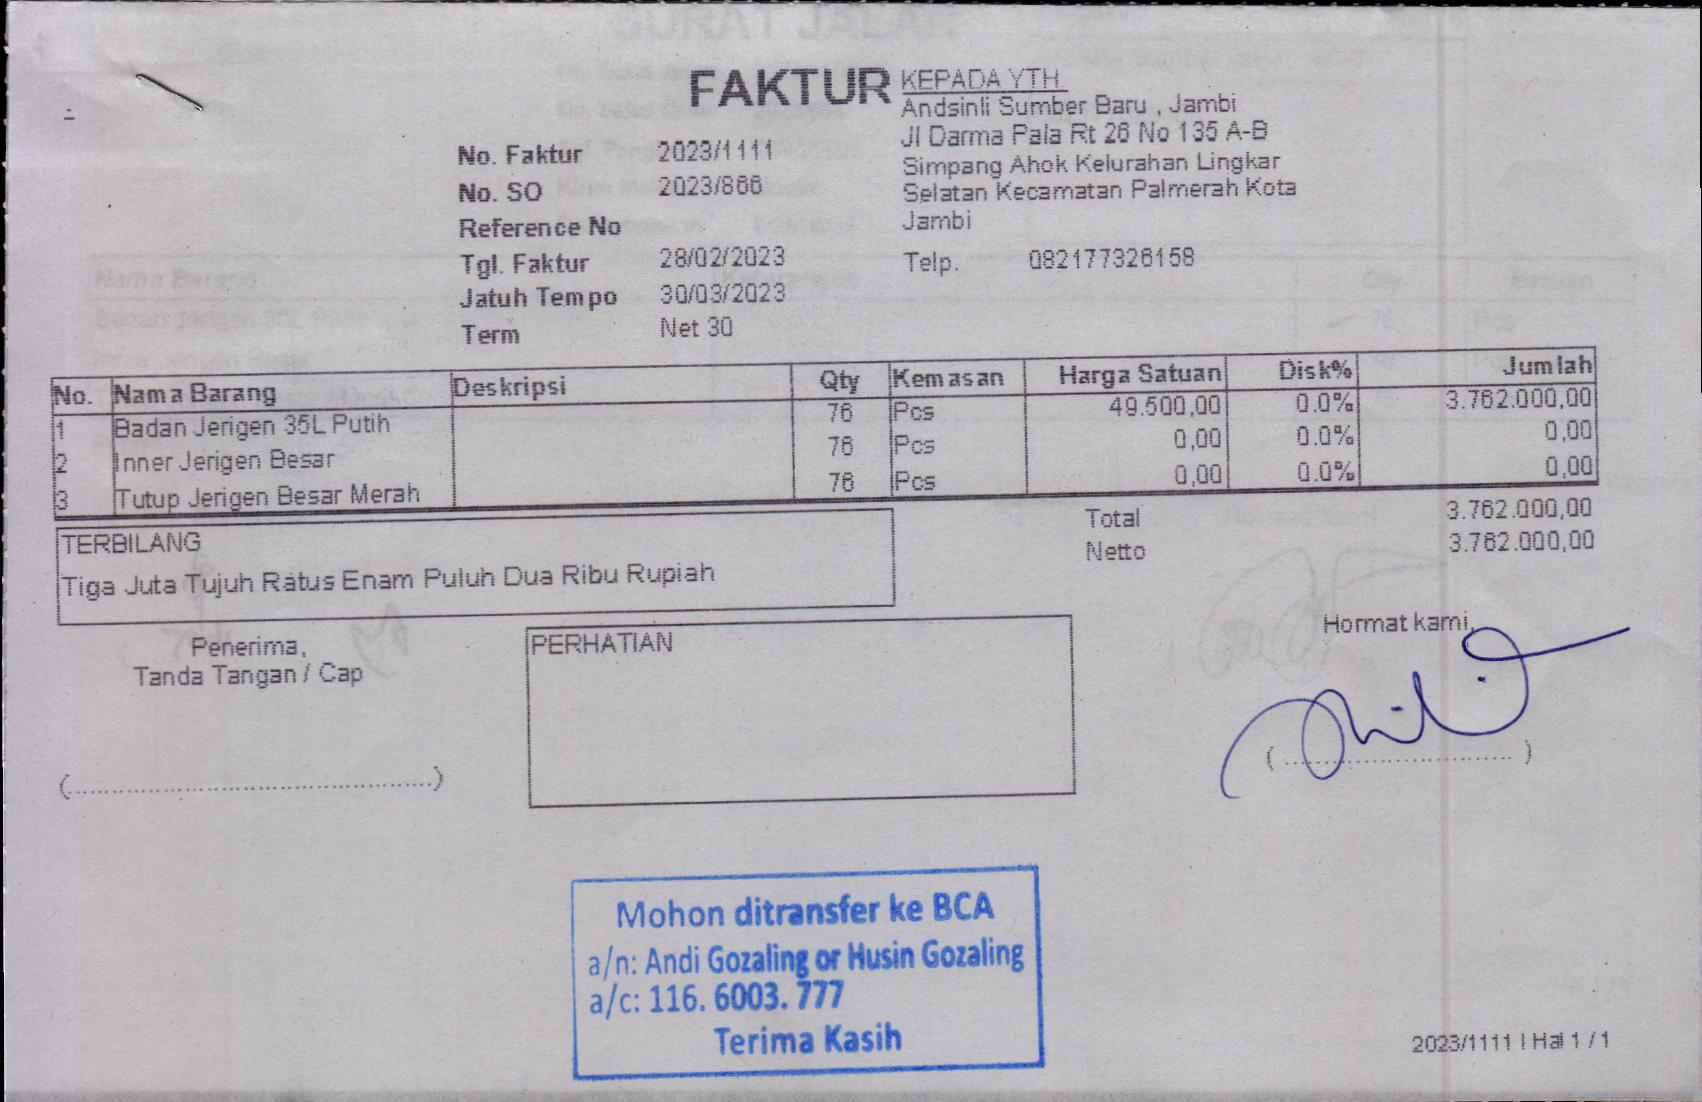 FAKTUR
KEPADA YTH.
Andsinli Sumber Baru , Jambi
Jl Darma Pala Rt 26 No 135 A-B
Simpang Ahok Kelurahan Lingkar
Selatan Kecamatan Palmerah Kota
Jambi
Telp. 082177326158
No. Faktur 2023/1111
No. SO 2023/866
Reference No
Tgl. Faktur 28/02/2023
Jatuh Tempo 30/03/2023
Term Net 30
No. Nama Barang Deskripsi Qty Kemasan Harga Satuan Disk% Jumlah
1 Badan Jerigen 35L Putih 76 Pcs 49.500,00 0.0% 3.762.000,00
2 Inner Jerigen Besar 76 Pcs 0,00 0.0% 0,00
3 Tutup Jerigen Besar Merah 76 Pcs 0,00 0.0% 0,00
Total 3.762.000,00
Netto 3.762.000,00
TERBILANG
Tiga Juta Tujuh Ratus Enam Puluh Dua Ribu Rupiah
Penerima,
Tanda Tangan / Cap
PERHATIAN
Hormat kami,
Mohon ditransfer ke BCA
a/n: Andi Gozaling or Husin Gozaling
a/c: 116. 6003. 777
Terima Kasih
2023/1111 | Hal 1 / 1